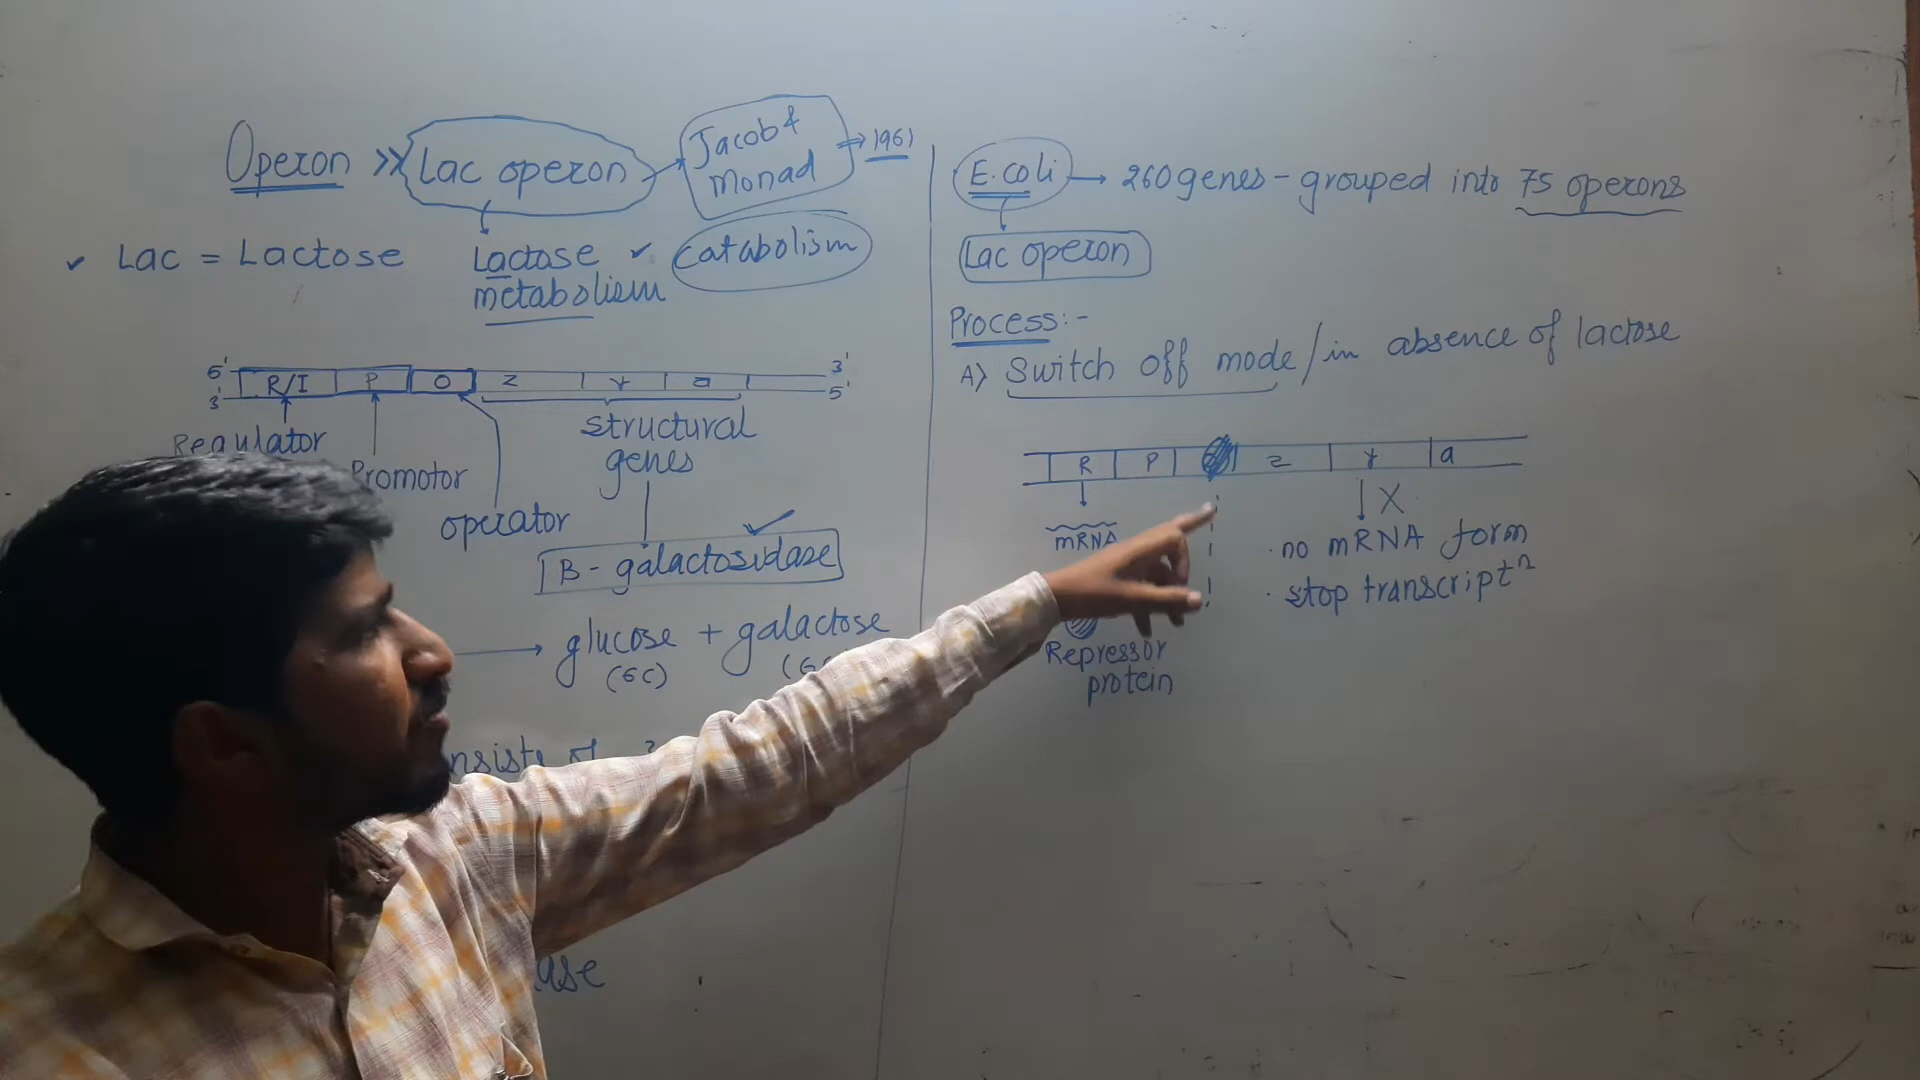 Operon >> Lac operon → Jacob & Monad ⇒ 1961
✓ Lac = Lactose
Lactose metabolism
✓ Catabolism
5' 3'
R/I P O z y a
3' 5'
Regulator
Promotor
operator
structural genes
B - galactosidase
→ glucose + galactose
(6C)
ase
E. coli → 260 genes - grouped into 75 operons
Lac operon
Process:-
A) Switch off mode / in absence of lactose
R P z y a
mRNA
X
· no mRNA form
· stop transcriptⁿ
Repressor
protein